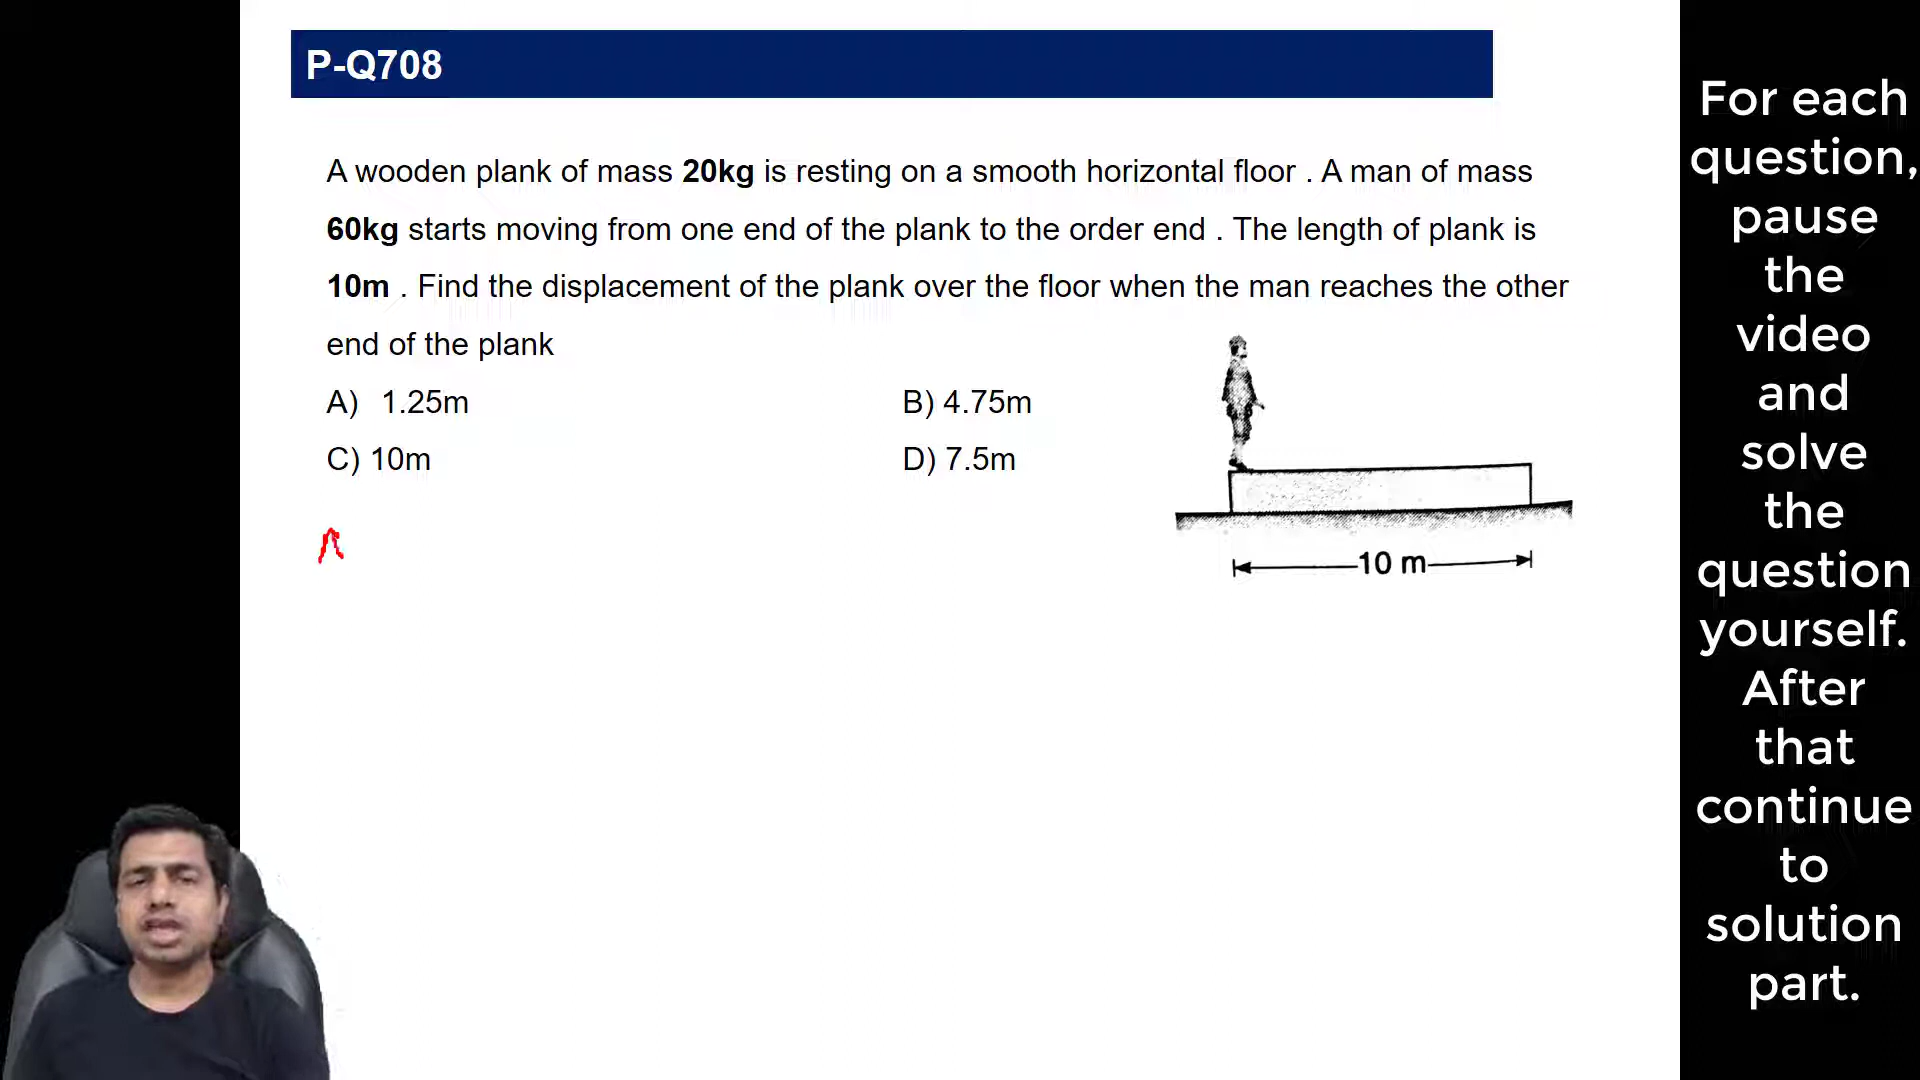 P-Q708
A wooden plank of mass 20kg is resting on a smooth horizontal floor . A man of mass
60kg starts moving from one end of the plank to the order end . The length of plank is
10m . Find the displacement of the plank over the floor when the man reaches the other
end of the plank
A) 1.25m
B) 4.75m
C) 10m
D) 7.5m
10 m
For each
question,
pause
the
video
and
solve
the
question
yourself.
After
that
continue
to
solution
part.